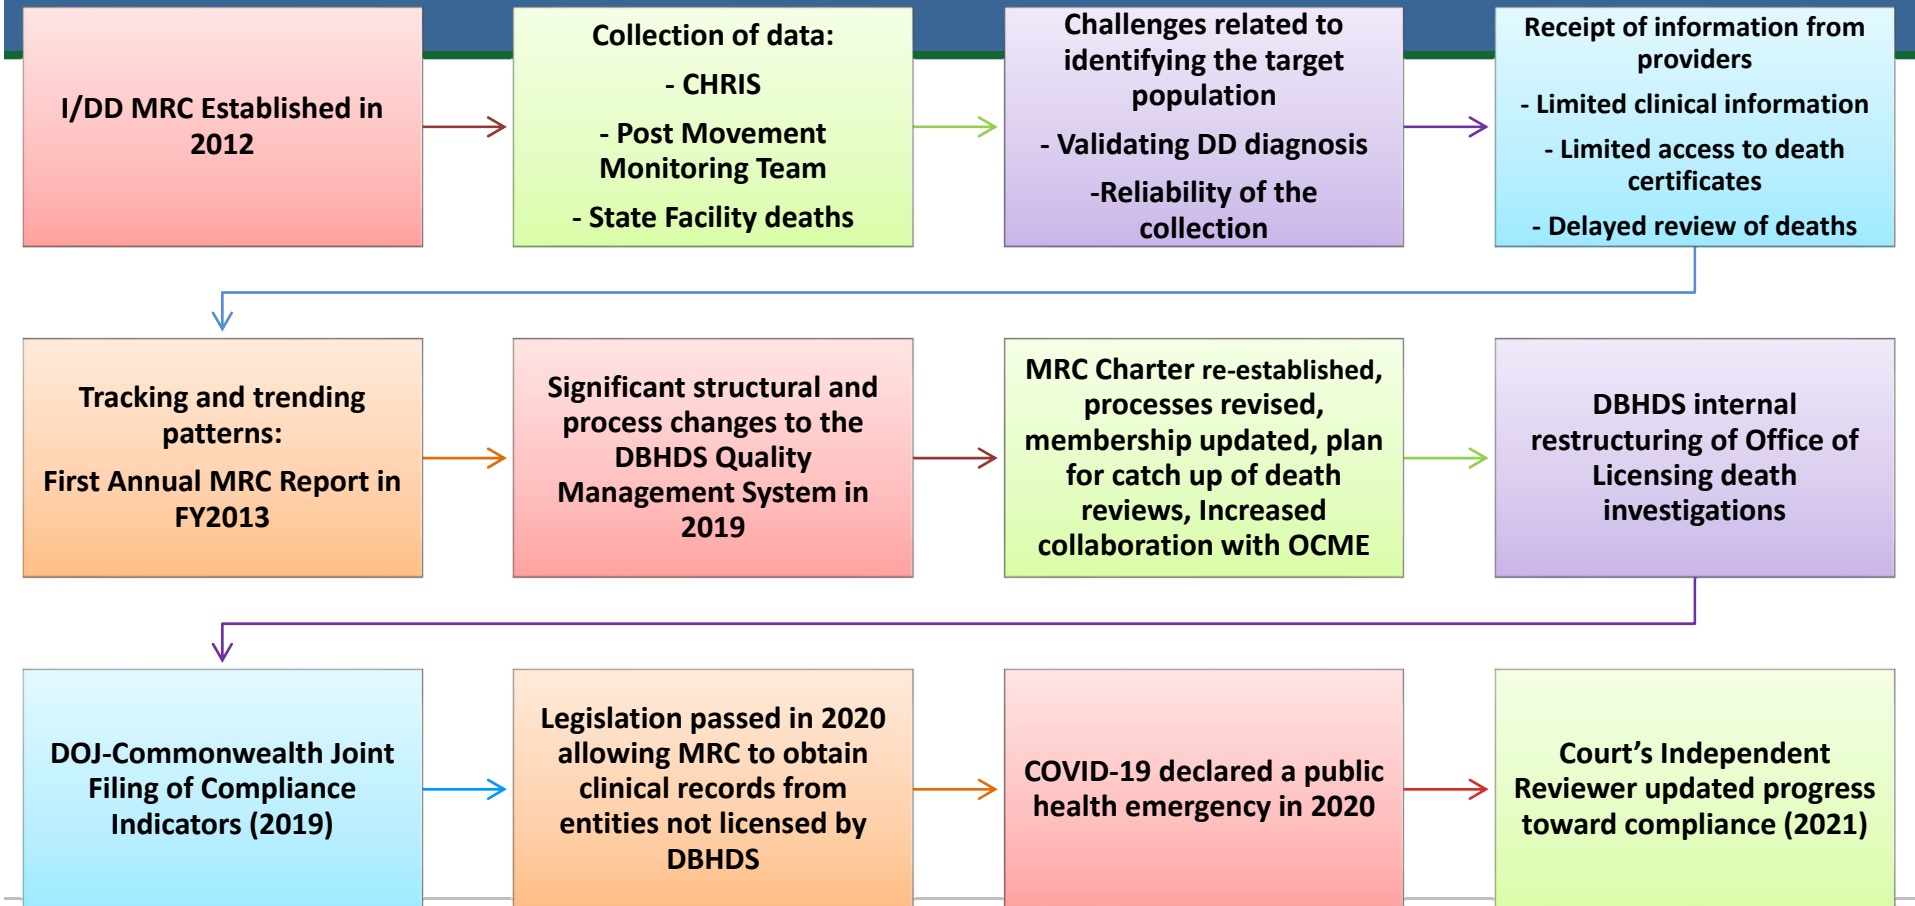 I/DD MRC Established in
2012
Collection of data:
- CHRIS
- Post Movement
Monitoring Team
- State Facility deaths
Challenges related to
identifying the target
population
- Validating DD diagnosis
-Reliability of the
collection
Receipt of information from
providers
- Limited clinical information
- Limited access to death
certificates
- Delayed review of deaths
Tracking and trending
patterns:
First Annual MRC Report in
FY2013
Significant structural and
process changes to the
DBHDS Quality
Management System in
2019
MRC Charter re-established,
processes revised,
membership updated, plan
for catch up of death
reviews, Increased
collaboration with OCME
DBHDS internal
restructuring of Office of
Licensing death
investigations
DOJ-Commonwealth Joint
Filing of Compliance
Indicators (2019)
Legislation passed in 2020
allowing MRC to obtain
clinical records from
entities not licensed by
DBHDS
COVID-19 declared a public
health emergency in 2020
Court's Independent
Reviewer updated progress
toward compliance (2021)